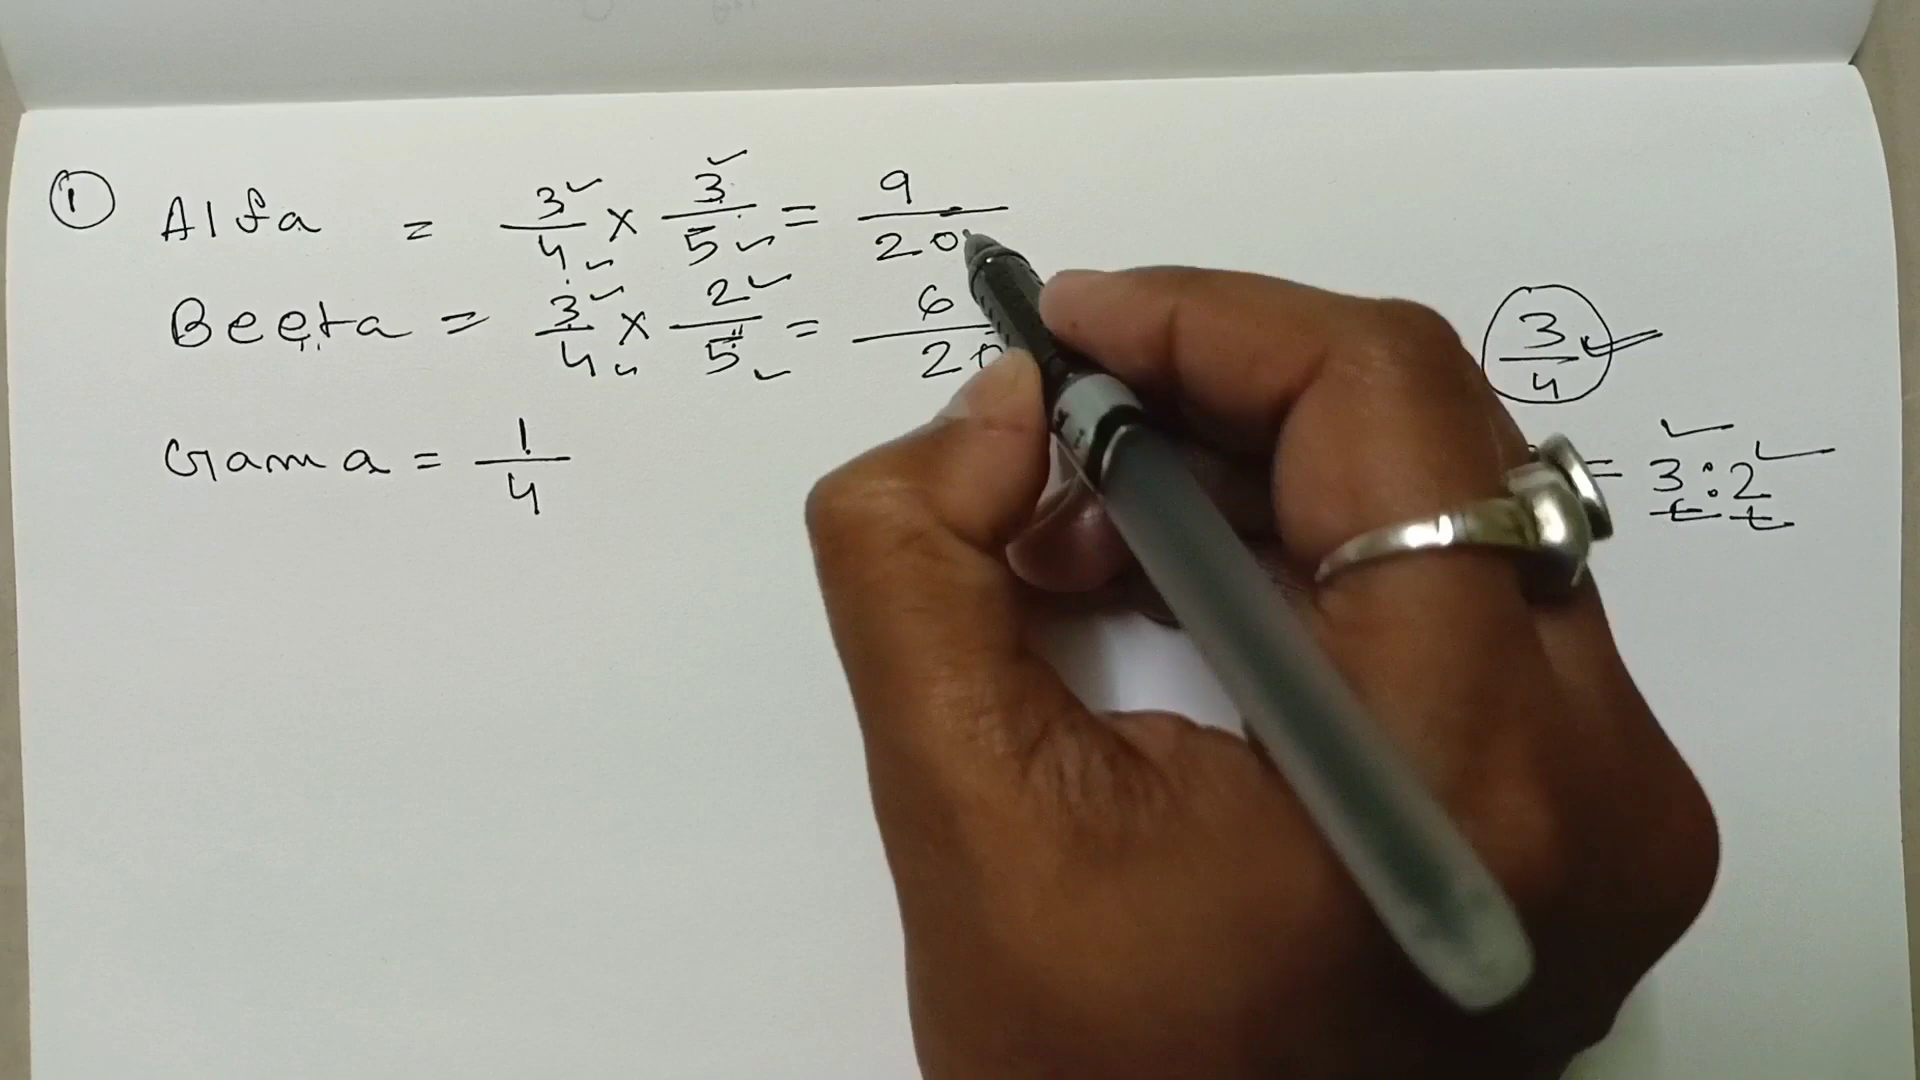 ① Alfa = 3/4 × 3/5 = 9/20
Beeta = 3/4 × 2/5 = 6/20
Gama = 1/4
3/4
= 3:2